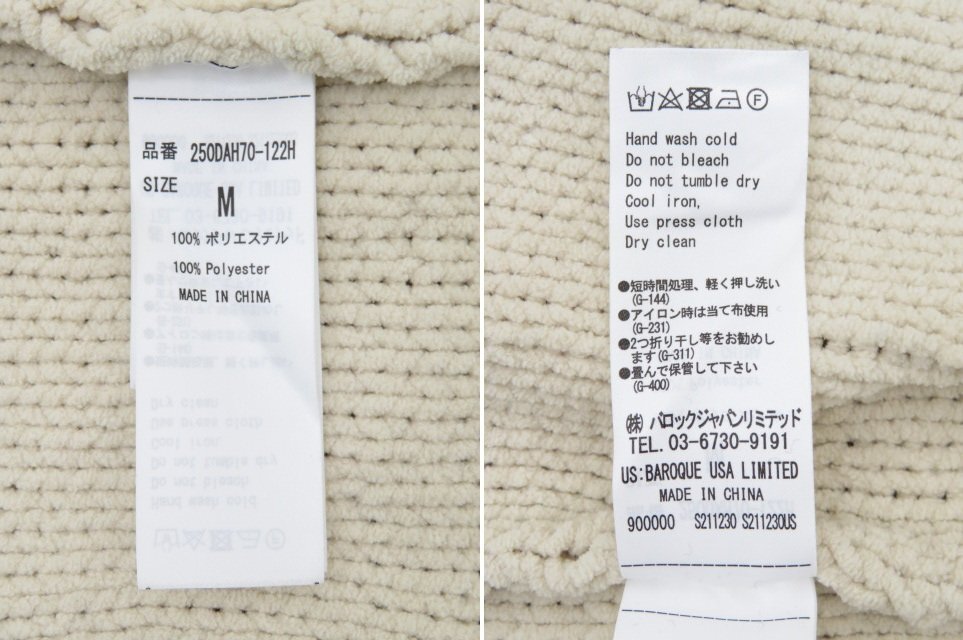 品番 250DAH70-122H
SIZE
M
100% ポリエステル
100% Polyester
MADE IN CHINA
Hand wash cold
Do not bleach
Do not tumble dry
Cool iron,
Use press cloth
Dry clean
●短時間処理、軽く押し洗い
(G-144)
●アイロン時は当て布使用
(G-231)
●2つ折り干し等をお勧めし
ます(G-311)
●畳んで保管して下さい
(G-400)
㈱ バロックジャパンリミテッド
TEL. 03-6730-9191
US:BAROQUE USA LIMITED
MADE IN CHINA
900000 S211230 S211230US